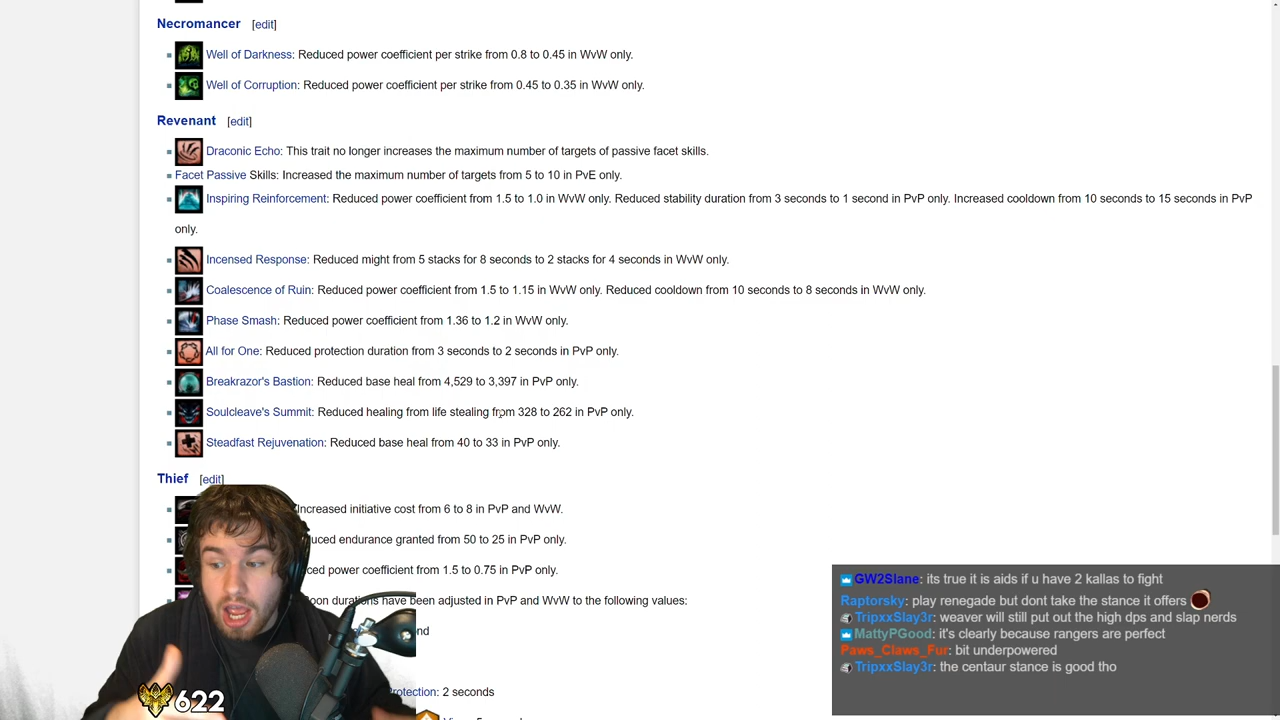 Necromancer [edit]
Well of Darkness: Reduced power coefficient per strike from 0.8 to 0.45 in WvW only.
Well of Corruption: Reduced power coefficient per strike from 0.45 to 0.35 in WvW only.
Revenant [edit]
Draconic Echo: This trait no longer increases the maximum number of targets of passive facet skills.
Facet Passive Skills: Increased the maximum number of targets from 5 to 10 in PvE only.
Inspiring Reinforcement: Reduced power coefficient from 1.5 to 1.0 in WvW only. Reduced stability duration from 3 seconds to 1 second in PvP only. Increased cooldown from 10 seconds to 15 seconds in PvP
only.
Incensed Response: Reduced might from 5 stacks for 8 seconds to 2 stacks for 4 seconds in WvW only.
Coalescence of Ruin: Reduced power coefficient from 1.5 to 1.15 in WvW only. Reduced cooldown from 10 seconds to 8 seconds in WvW only.
Phase Smash: Reduced power coefficient from 1.36 to 1.2 in WvW only.
All for One: Reduced protection duration from 3 seconds to 2 seconds in PvP only.
Breakrazor's Bastion: Reduced base heal from 4,529 to 3,397 in PvP only.
Soulcleave's Summit: Reduced healing from life stealing from 328 to 262 in PvP only.
Steadfast Rejuvenation: Reduced base heal from 40 to 33 in PvP only.
Thief [edit]
Increased initiative cost from 6 to 8 in PvP and WvW.
uced endurance granted from 50 to 25 in PvP only.
ced power coefficient from 1.5 to 0.75 in PvP only.
oon durations have been adjusted in PvP and WvW to the following values:
ond
rotection: 2 seconds
622
GW2Slane: its true it is aids if u have 2 kallas to fight
Raptorsky: play renegade but dont take the stance it offers
TripxxSlay3r: weaver will still put out the high dps and slap nerds
MattyPGood: it's clearly because rangers are perfect
Paws_Claws_Fur: bit underpowered
TripxxSlay3r: the centaur stance is good tho